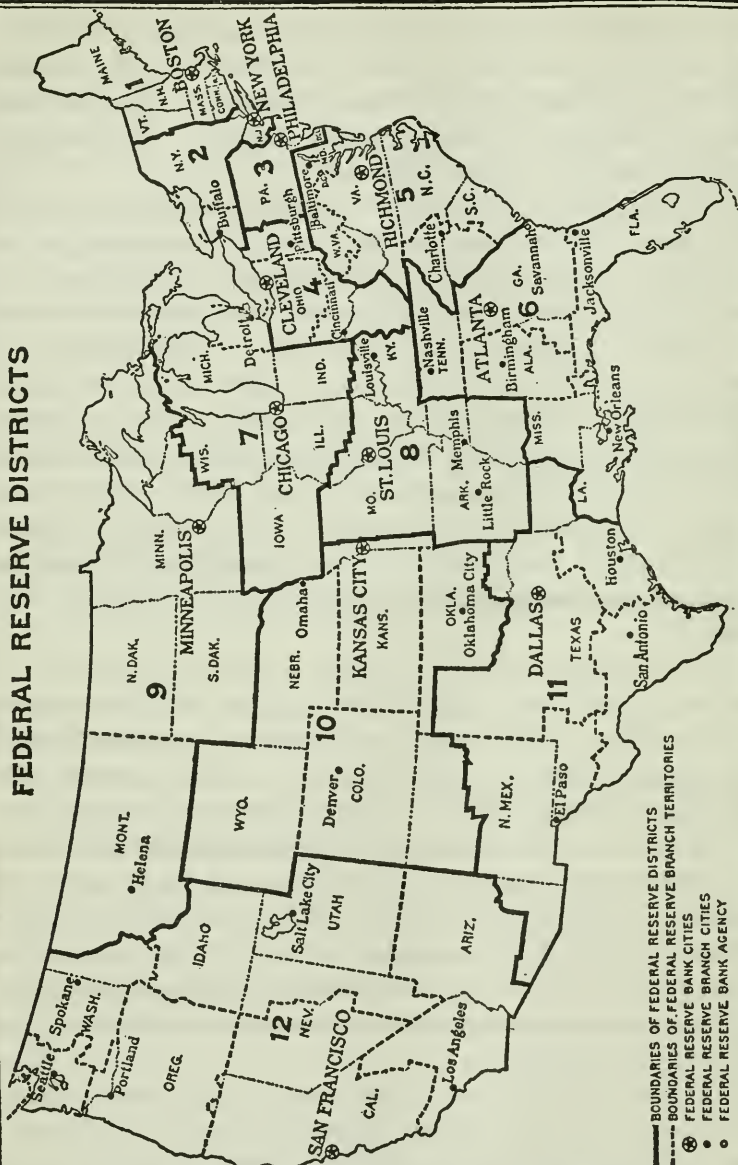 FEDERAL RESERVE DISTRICTS
MAINE
1
VT.
N.H.
BOSTON
MASS.
CONN.
R.I.
N.Y.
2
Buffalo
NEW YORK
N.J.
PHILADELPHIA
PA. 3
Pittsburgh
Baltimore
MD.
DEL.
D.C.
CLEVELAND
OHIO
4
Cincinnati
W.VA.
VA.
RICHMOND
5
N.C.
Charlotte
S.C.
ATLANTA
6
GA.
Savannah
Birmingham
ALA.
Nashville
TENN.
Jacksonville
FLA.
MISS.
New Orleans
LA.
MICH.
Detroit
WIS.
7
CHICAGO
ILL.
IND.
IOWA
Louisville
KY.
MO.
ST. LOUIS
8
Memphis
ARK.
Little Rock
MINN.
MINNEAPOLIS
N. DAK.
9
S. DAK.
MONT.
Helena
WYO.
NEBR.
Omaha
10
KANSAS CITY
KANS.
Denver
COLO.
OKLA.
Oklahoma City
N. MEX.
El Paso
DALLAS
TEXAS
11
Houston
San Antonio
Seattle
Spokane
WASH.
Portland
OREG.
IDAHO
Salt Lake City
UTAH
12
NEV.
SAN FRANCISCO
CAL.
Los Angeles
ARIZ.
BOUNDARIES OF FEDERAL RESERVE DISTRICTS
BOUNDARIES OF FEDERAL RESERVE BRANCH TERRITORIES
FEDERAL RESERVE BANK CITIES
FEDERAL RESERVE BRANCH CITIES
FEDERAL RESERVE BANK AGENCY